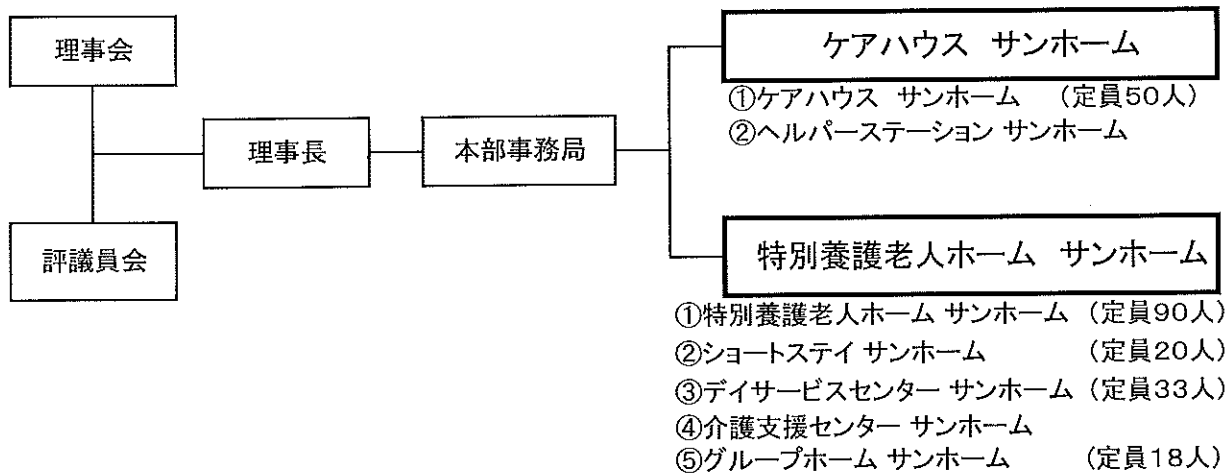 理事会
評議員会
理事長
本部事務局
ケアハウス サンホーム
①ケアハウス サンホーム (定員50人)
②ヘルパーステーション サンホーム
特別養護老人ホーム サンホーム
①特別養護老人ホーム サンホーム (定員90人)
②ショートステイ サンホーム (定員20人)
③デイサービスセンター サンホーム (定員33人)
④介護支援センター サンホーム
⑤グループホーム サンホーム (定員18人)